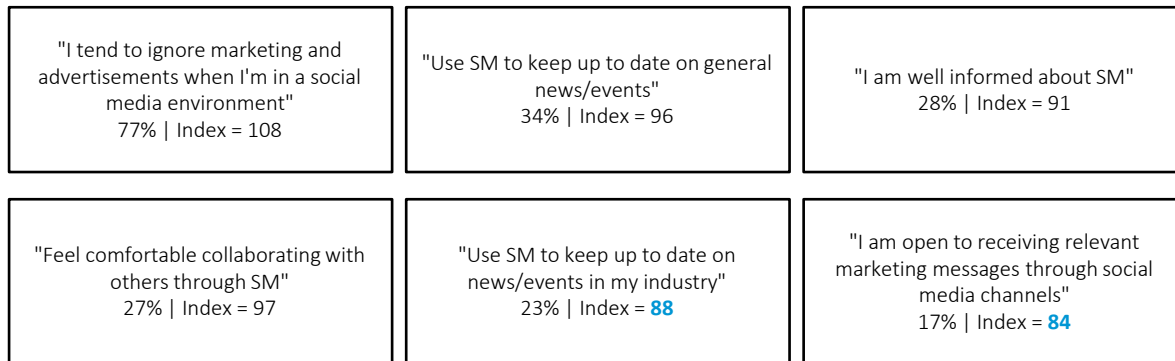 "I tend to ignore marketing and
advertisements when I'm in a social
media environment"
77% | Index = 108
"Use SM to keep up to date on general
news/events"
34% | Index = 96
"I am well informed about SM"
28% | Index = 91
"Feel comfortable collaborating with
others through SM"
27% | Index = 97
"Use SM to keep up to date on
news/events in my industry"
23% | Index = 88
"I am open to receiving relevant
marketing messages through social
media channels"
17% | Index = 84